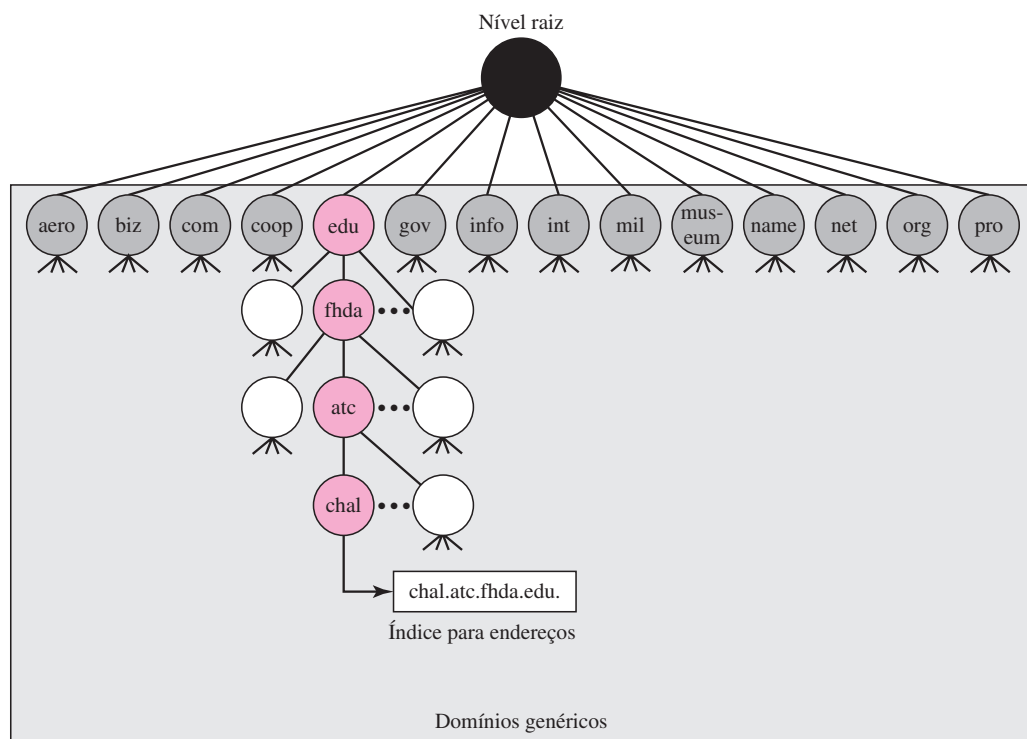 Nível raiz
aero biz com coop edu gov info int mil mus-
eum name net org pro
fhda
atc
chal
chal.atc.fhda.edu.
Índice para endereços
Domínios genéricos